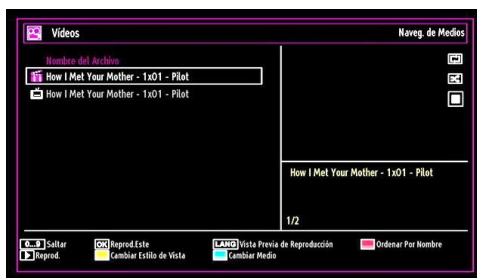 Vídeos
Naveg. de Medios
Nombre del Archivo
How I Met Your Mother - 1x01 - Pilot
How I Met Your Mother - 1x01 - Pilot
How I Met Your Mother - 1x01 - Pilot
1/2
0...9 Saltar OK Reprod.Este LANG Vista Previa de Reproducción Ordenar Por Nombre
Reprod. Cambiar Estilo de Vista Cambiar Medio